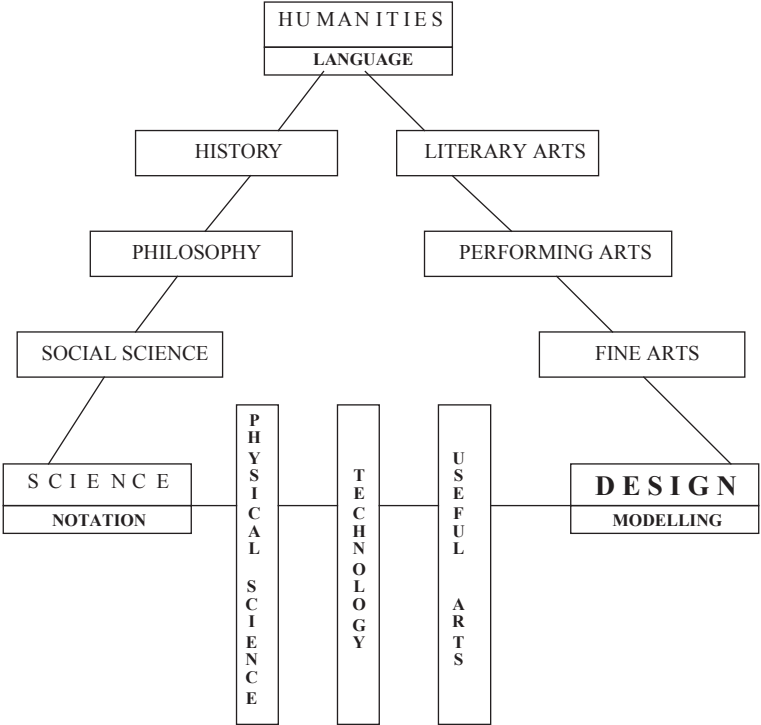 HUMANITIES
LANGUAGE
HISTORY
LITERARY ARTS
PHILOSOPHY
PERFORMING ARTS
SOCIAL SCIENCE
FINE ARTS
SCIENCE
NOTATION
PHYSICAL SCIENCE
TECHNOLOGY
USEFUL ARTS
DESIGN
MODELLING